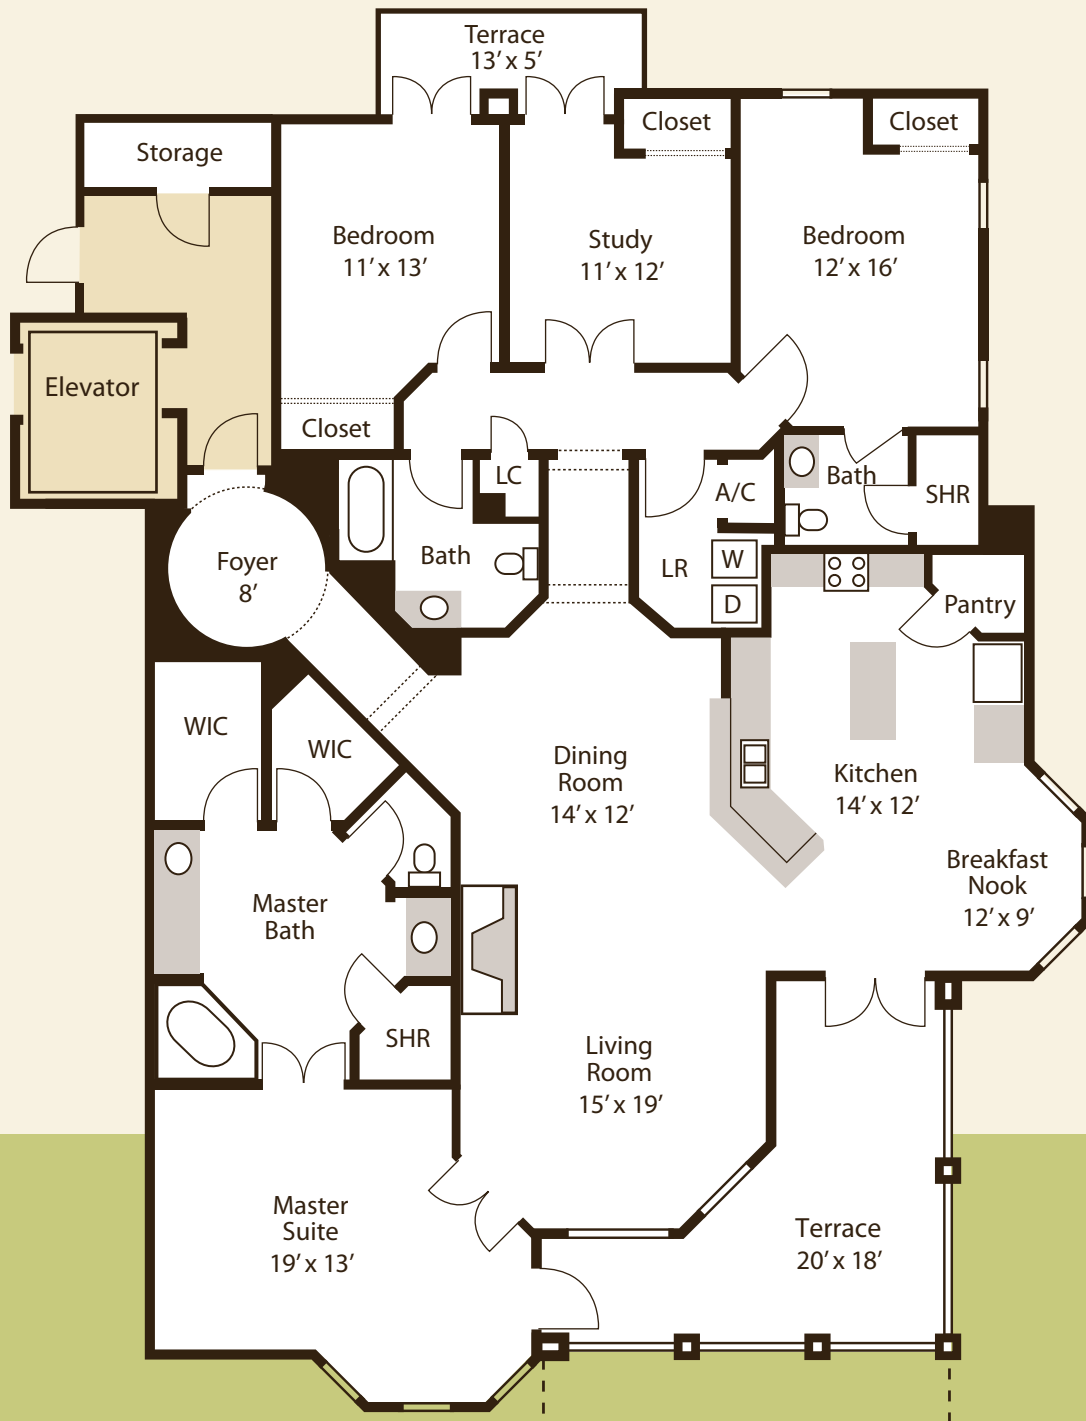 Terrace
13’ x 5’
Closet
Closet
Storage
Bedroom
11’ x 13’
Study
11’ x 12’
Bedroom
12’ x 16’
Elevator
Closet
LC
A/C
Bath
SHR
Bath
Foyer
8’
LR
W
D
Pantry
WIC
WIC
Dining
Room
14’ x 12’
Kitchen
14’ x 12’
Breakfast
Nook
12’ x 9’
Master
Bath
SHR
Living
Room
15’ x 19’
Master
Suite
19’ x 13’
Terrace
20’ x 18’